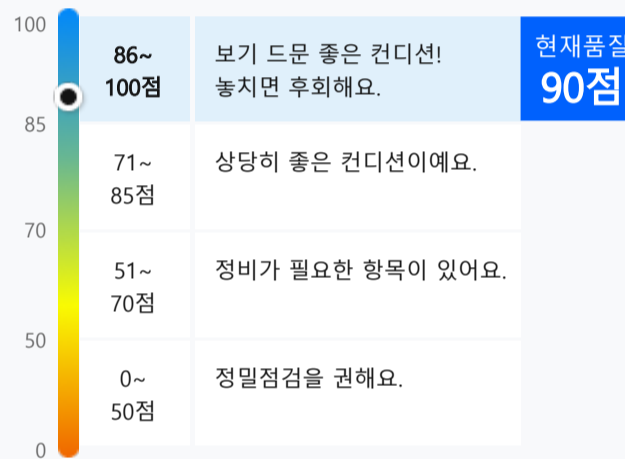 100
86~
100점
보기 드문 좋은 컨디션!
놓치면 후회해요.
현재품질
90점
85
71~
85점
상당히 좋은 컨디션이예요.
70
51~
70점
정비가 필요한 항목이 있어요.
50
0~
50점
정밀점검을 권해요.
0